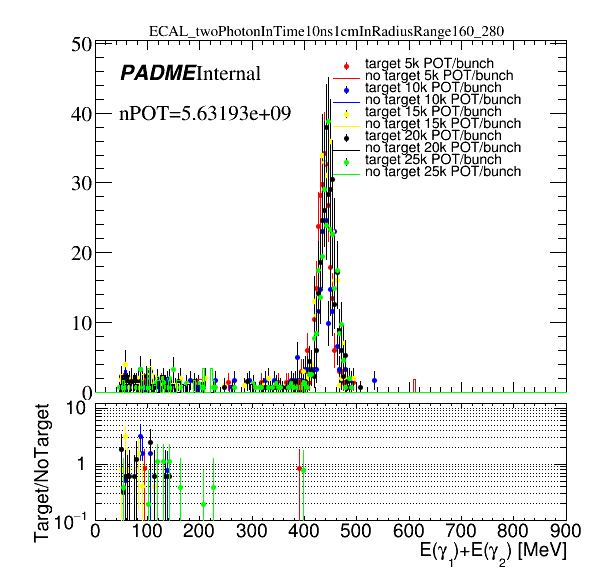 ECAL_twoPhotonInTime10ns1cmInRadiusRange160_280
50
40
30
20
10
0
PADME Internal
nPOT=5.63193e+09
target 5k POT/bunch
no target 5k POT/bunch
target 10k POT/bunch
no target 10k POT/bunch
target 15k POT/bunch
no target 15k POT/bunch
target 20k POT/bunch
no target 20k POT/bunch
target 25k POT/bunch
no target 25k POT/bunch
Target/NoTarget
10
1
10⁻¹
0 100 200 300 400 500 600 700 800 900
E(γ₁)+E(γ₂) [MeV]